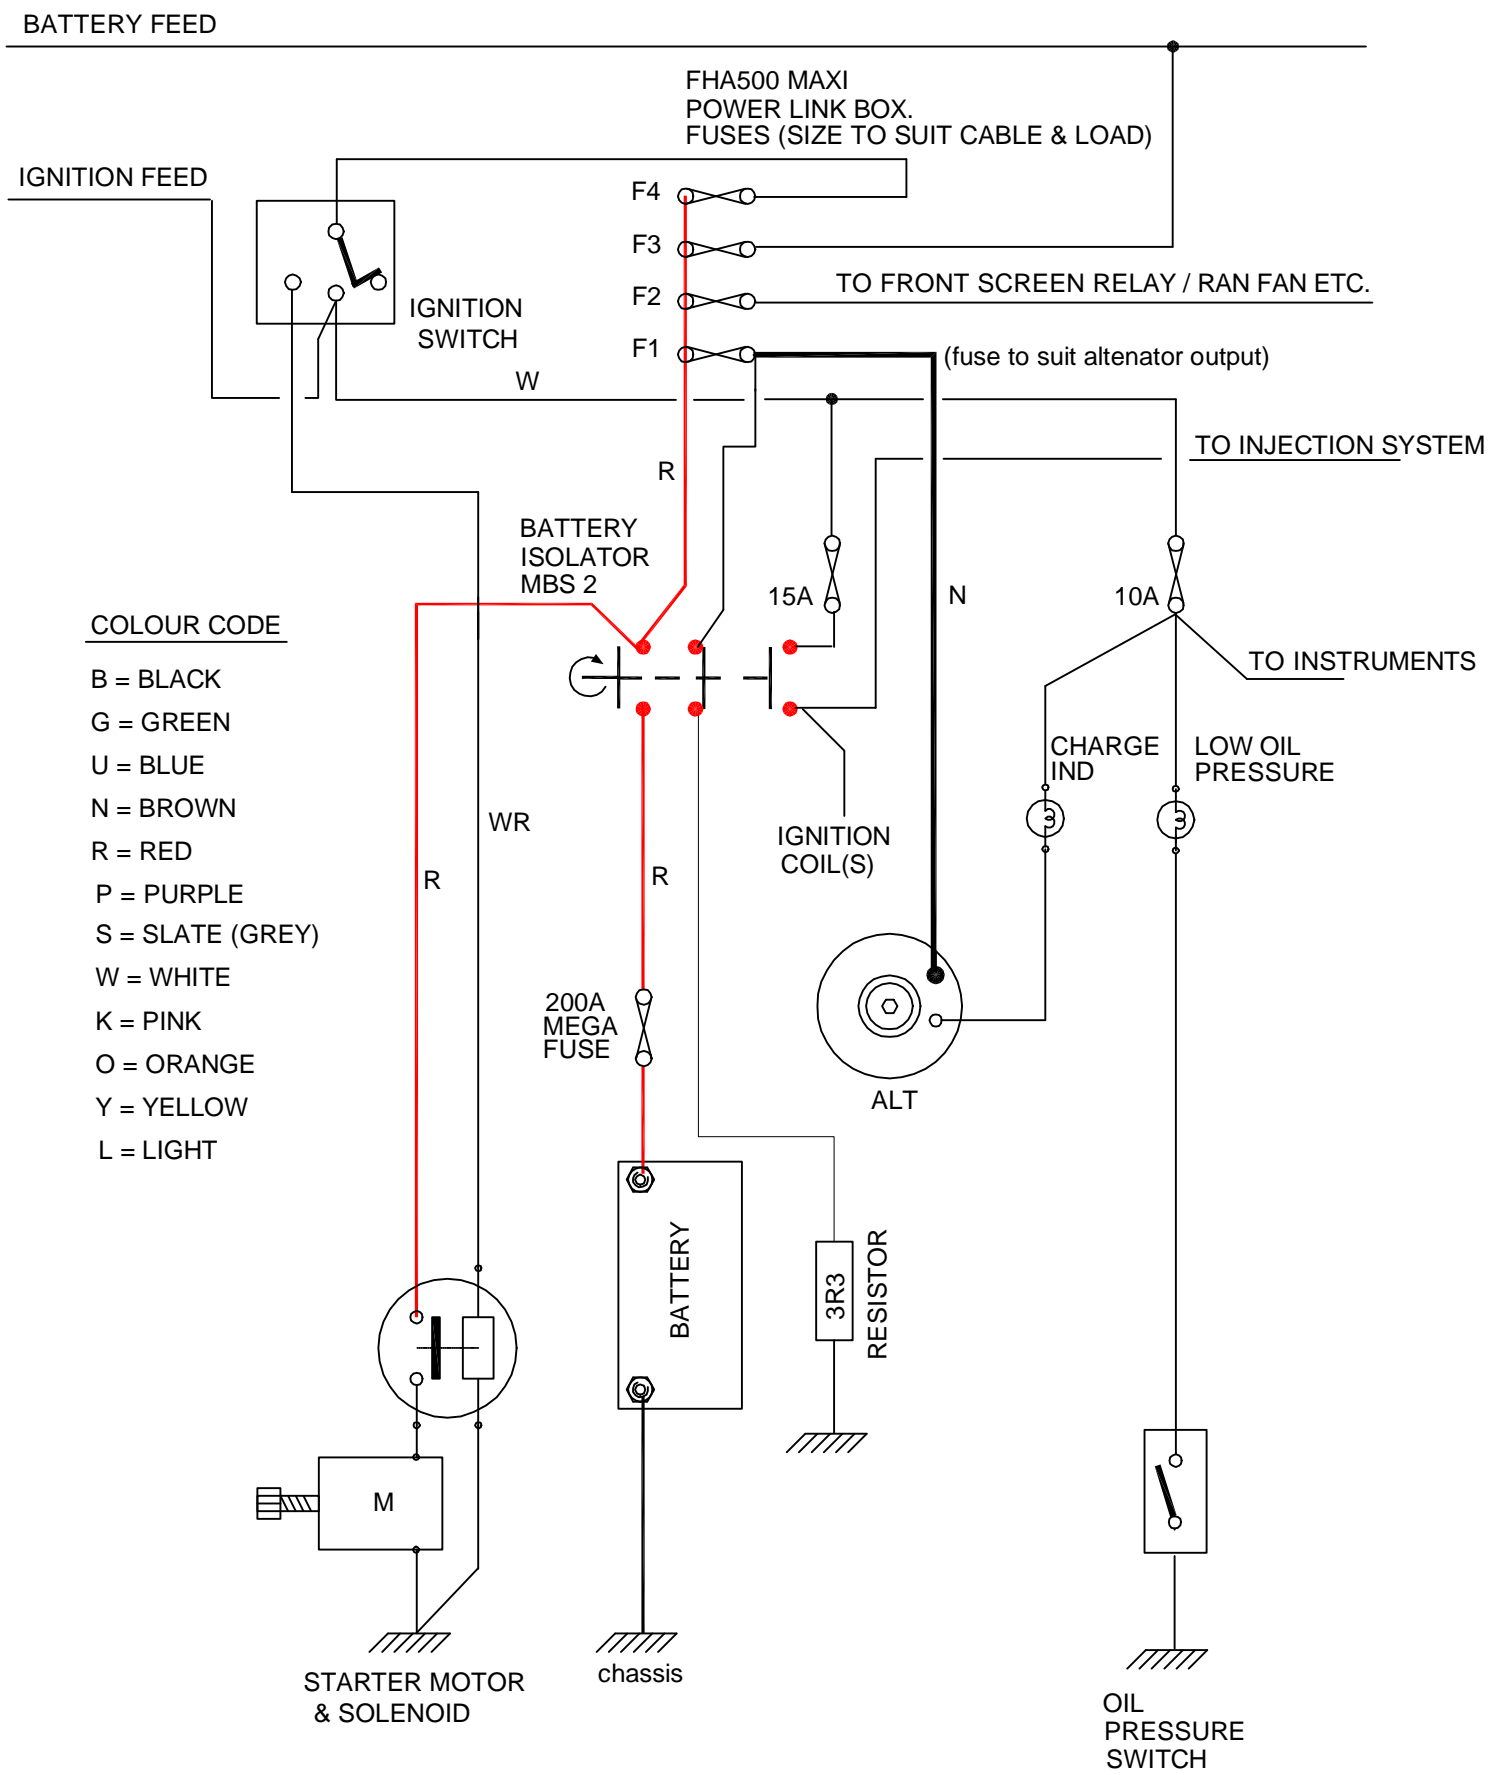 BATTERY FEED
FHA500 MAXI
POWER LINK BOX.
FUSES (SIZE TO SUIT CABLE & LOAD)
IGNITION FEED
F4
F3
F2
F1
TO FRONT SCREEN RELAY / RAN FAN ETC.
IGNITION
SWITCH
(fuse to suit altenator output)
W
TO INJECTION SYSTEM
R
BATTERY
ISOLATOR
MBS 2
15A
N
10A
COLOUR CODE
B = BLACK
G = GREEN
U = BLUE
N = BROWN
R = RED
P = PURPLE
S = SLATE (GREY)
W = WHITE
K = PINK
O = ORANGE
Y = YELLOW
L = LIGHT
TO INSTRUMENTS
CHARGE
IND
LOW OIL
PRESSURE
WR
IGNITION
COIL(S)
R
R
200A
MEGA
FUSE
ALT
BATTERY
3R3
RESISTOR
M
STARTER MOTOR
& SOLENOID
chassis
OIL
PRESSURE
SWITCH